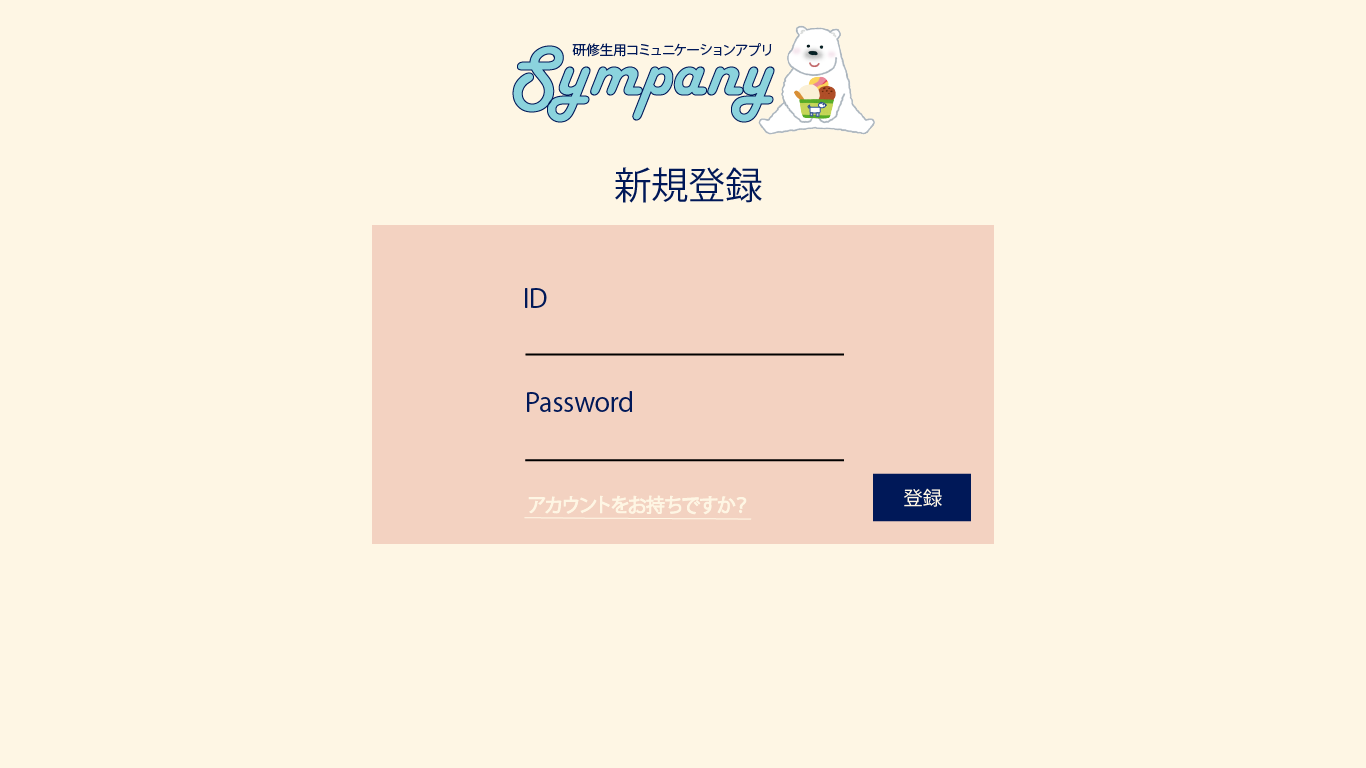 研修生用コミュニケーションアプリ
Sympany
新規登録
ID
Password
アカウントをお持ちですか?
登録